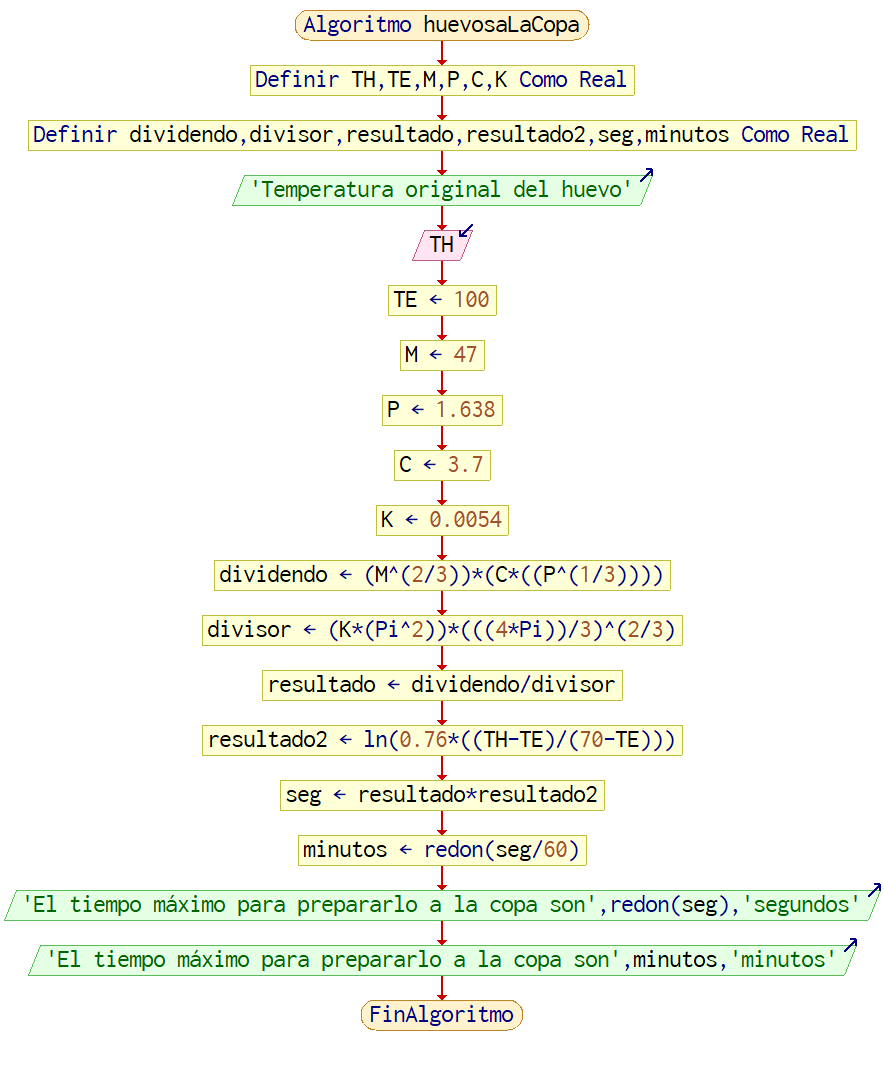 Algoritmo huevosaLaCopa
Definir TH,TE,M,P,C,K Como Real
Definir dividendo,divisor,resultado,resultado2,seg,minutos Como Real
'Temperatura original del huevo'
TH
TE ← 100
M ← 47
P ← 1.638
C ← 3.7
K ← 0.0054
dividendo ← (M^(2/3))*(C*((P^(1/3))))
divisor ← (K*(Pi^2))*(((4*Pi))/3)^(2/3)
resultado ← dividendo/divisor
resultado2 ← ln(0.76*((TH-TE)/(70-TE)))
seg ← resultado*resultado2
minutos ← redon(seg/60)
'El tiempo máximo para prepararlo a la copa son',redon(seg),'segundos'
'El tiempo máximo para prepararlo a la copa son',minutos,'minutos'
FinAlgoritmo